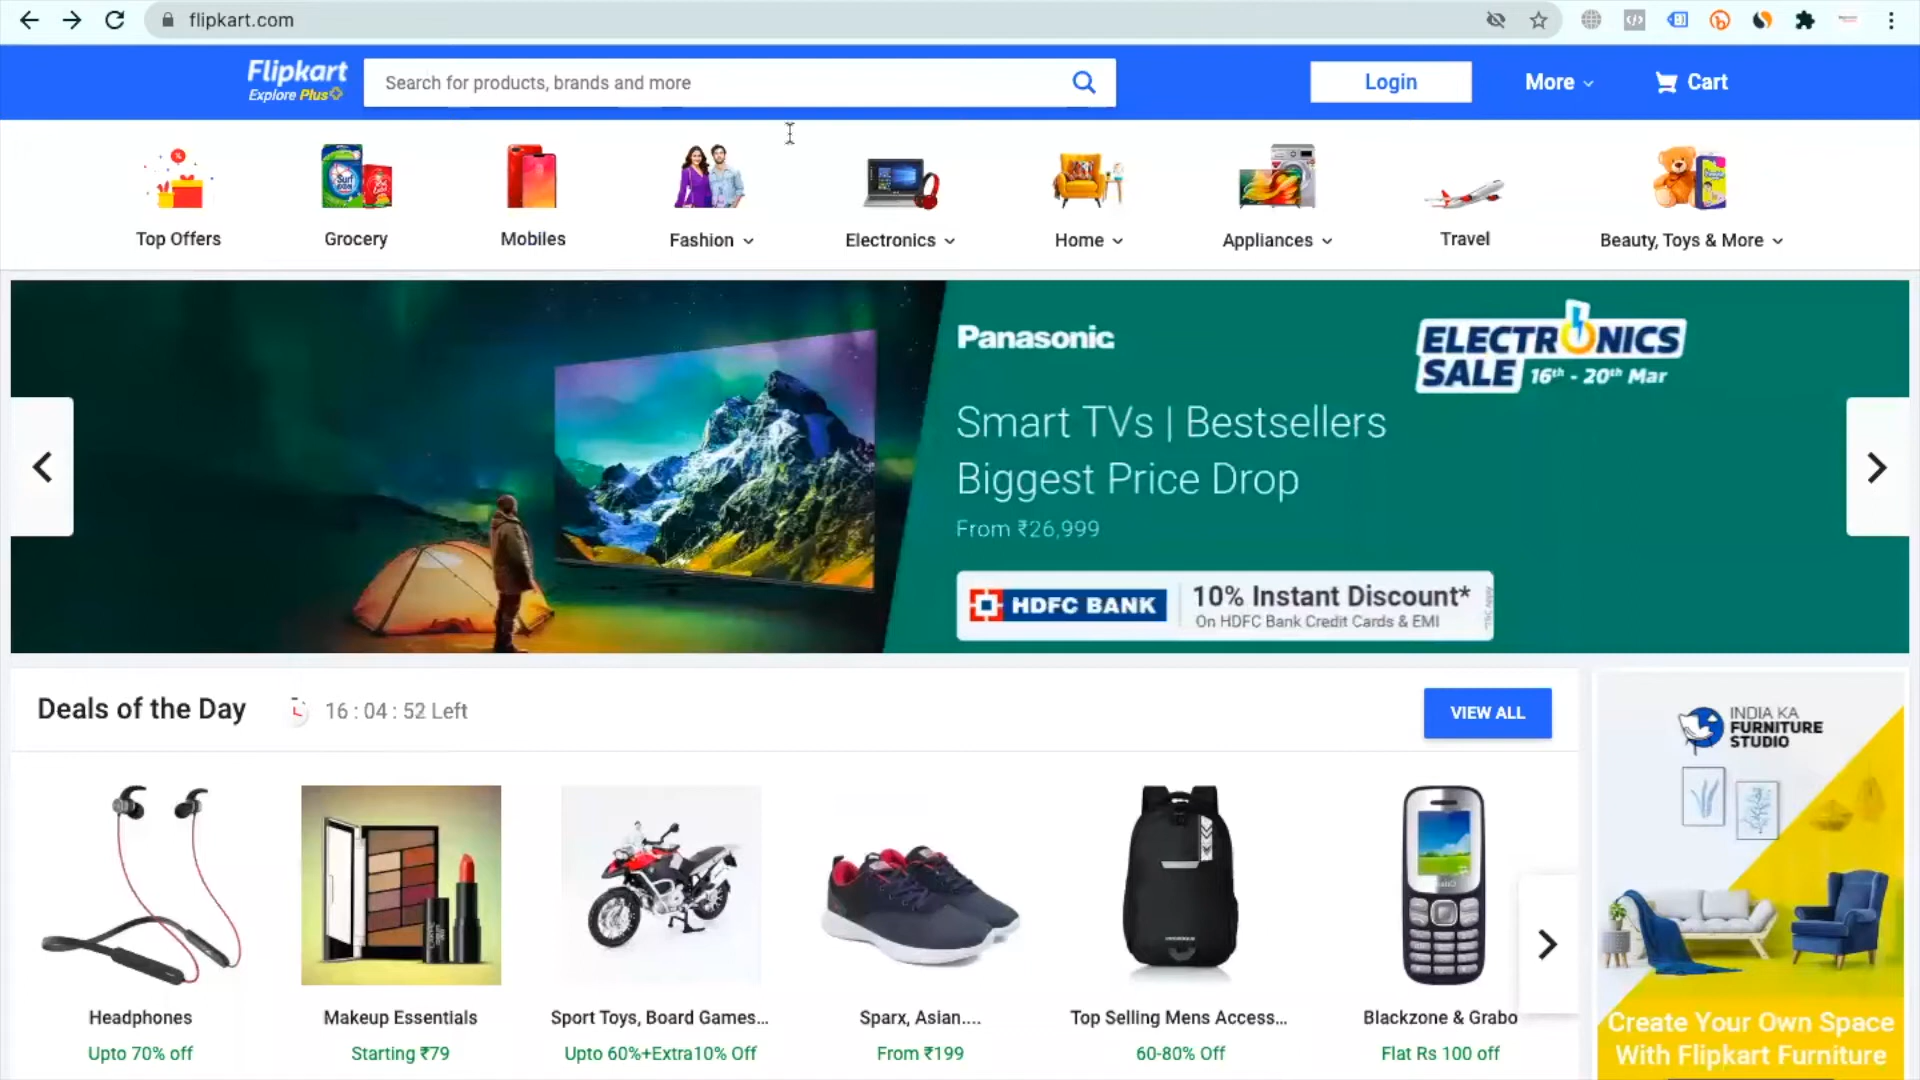 flipkart.com
Flipkart
Explore Plus
Search for products, brands and more
Login
More
Cart
Top Offers
Grocery
Mobiles
Fashion
Electronics
Home
Appliances
Travel
Beauty, Toys & More
Panasonic
ELECTRONICS
SALE 16th - 20th Mar
Smart TVs | Bestsellers
Biggest Price Drop
From ₹26,999
HDFC BANK
10% Instant Discount*
On HDFC Bank Credit Cards & EMI
Deals of the Day
16 : 04 : 52 Left
VIEW ALL
INDIA KA
FURNITURE
STUDIO
Headphones
Upto 70% off
Makeup Essentials
Starting ₹79
Sport Toys, Board Games...
Upto 60%+Extra10% Off
Sparx, Asian....
From ₹199
Top Selling Mens Access...
60-80% Off
Blackzone & Grabo
Flat Rs 100 off
Create Your Own Space
With Flipkart Furniture